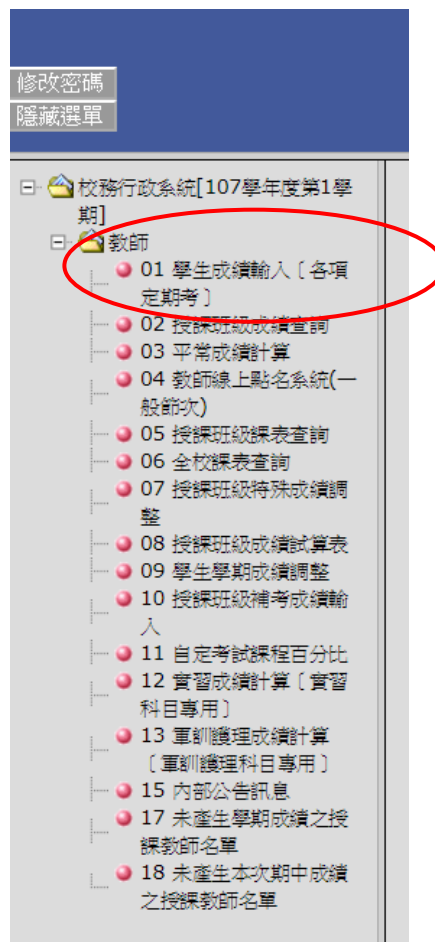 修改密碼
隱藏選單
校務行政系統[107學年度第1學
期]
教師
01 學生成績輸入〔各項
定期考〕
02 授課班級成績查詢
03 平常成績計算
04 教師線上點名系統(一
般節次)
05 授課班級課表查詢
06 全校課表查詢
07 授課班級特殊成績調
整
08 授課班級成績試算表
09 學生學期成績調整
10 授課班級補考成績輸
入
11 自定考試課程百分比
12 實習成績計算〔實習
科目專用〕
13 軍訓護理成績計算
〔軍訓護理科目專用〕
15 內部公告訊息
17 未產生學期成績之授
課教師名單
18 未產生本次期中成績
之授課教師名單